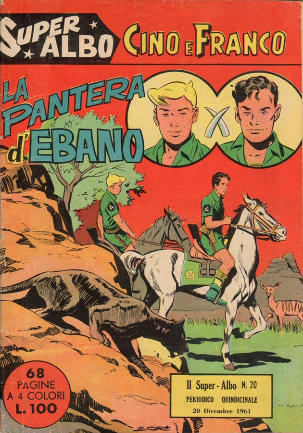 SUPER ALBO
CINO E FRANCO
LA PANTERA
d'EBANO
68
PAGINE
A 4 COLORI
L. 100
Il Super-Albo N. 20
PERIODICO QUINDICINALE
20 Dicembre 1961